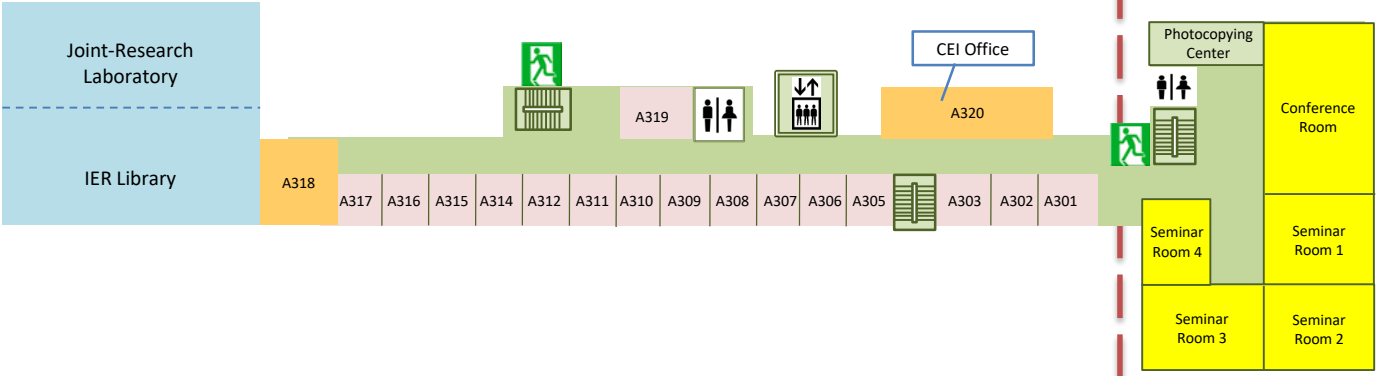 Joint-Research
Laboratory
IER Library
CEI Office
Photocopying
Center
A319
A320
Conference
Room
A318
A317
A316
A315
A314
A312
A311
A310
A309
A308
A307
A306
A305
A303
A302
A301
Seminar
Room 4
Seminar
Room 1
Seminar
Room 3
Seminar
Room 2